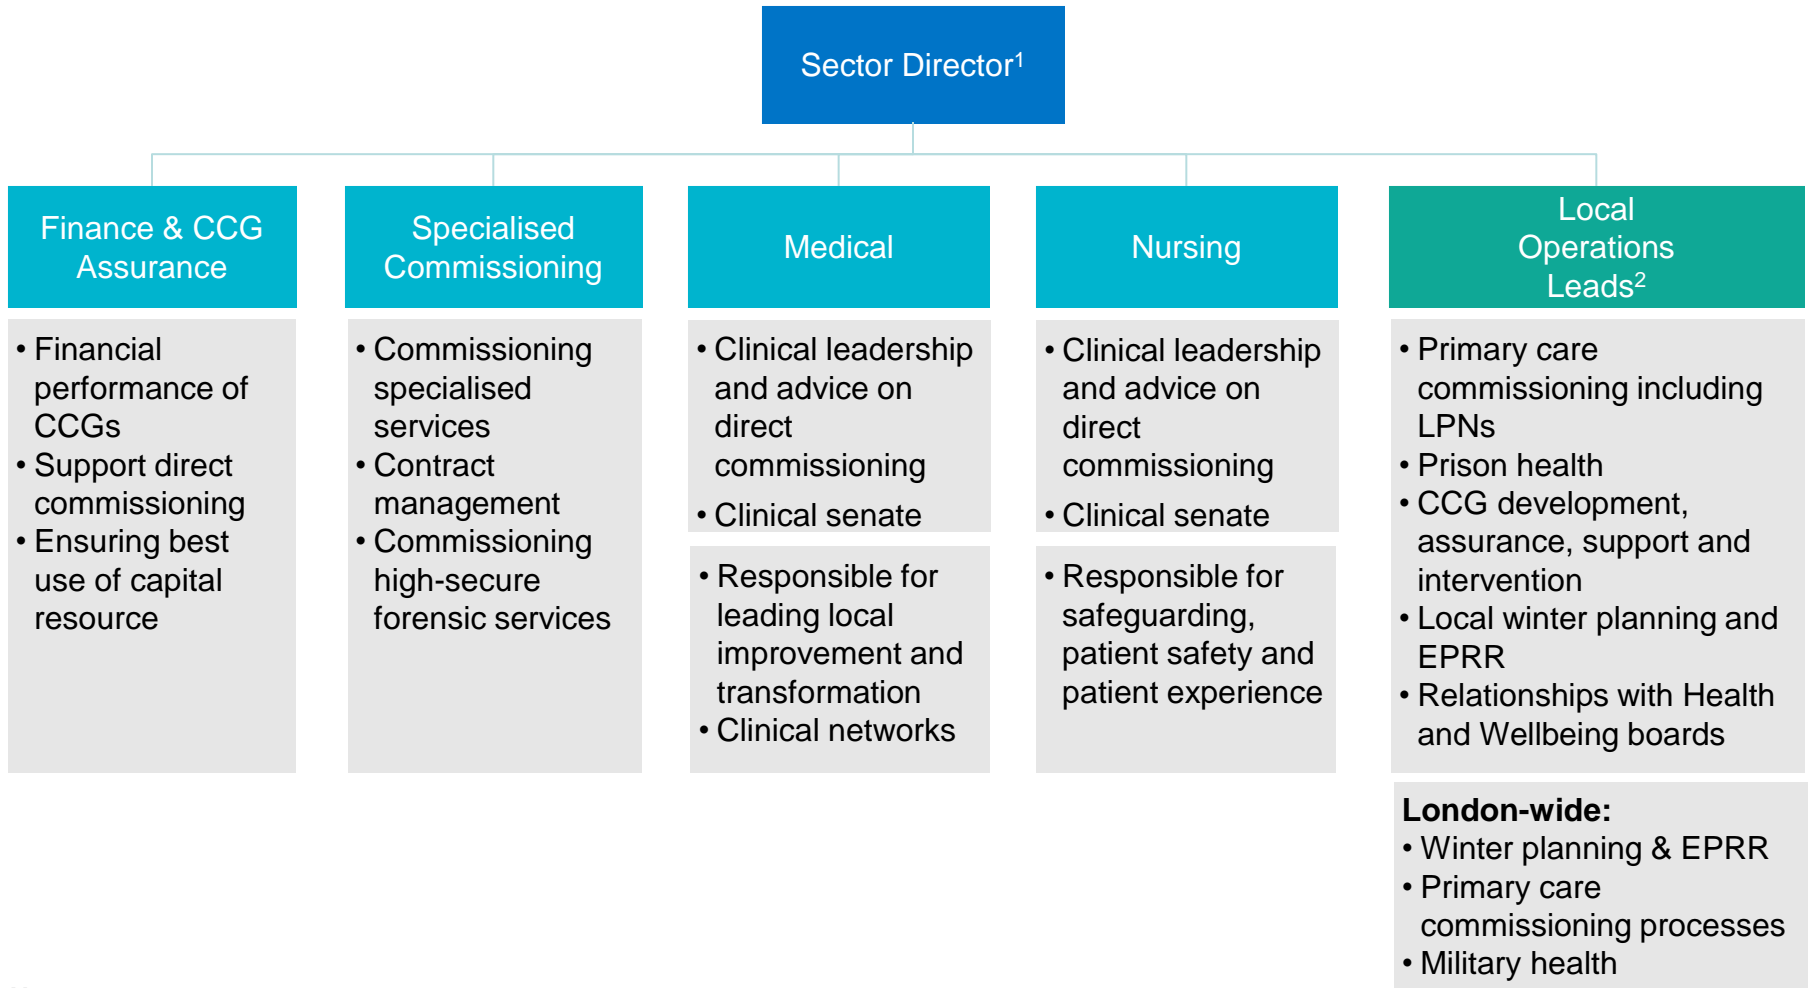 Sector Director1
Finance & CCG
Assurance
• Financial
performance of
CCGs
• Support direct
commissioning
• Ensuring best
use of capital
resource
Specialised
Commissioning
• Commissioning
specialised
services
• Contract
management
• Commissioning
high-secure
forensic services
Medical
• Clinical leadership
and advice on
direct
commissioning
• Clinical senate
• Responsible for
leading local
improvement and
transformation
• Clinical networks
Nursing
• Clinical leadership
and advice on
direct
commissioning
• Clinical senate
• Responsible for
safeguarding,
patient safety and
patient experience
Local
Operations
Leads2
• Primary care
commissioning including
LPNs
• Prison health
• CCG development,
assurance, support and
intervention
• Local winter planning and
EPRR
• Relationships with Health
and Wellbeing boards
London-wide:
• Winter planning & EPRR
• Primary care
commissioning processes
• Military health